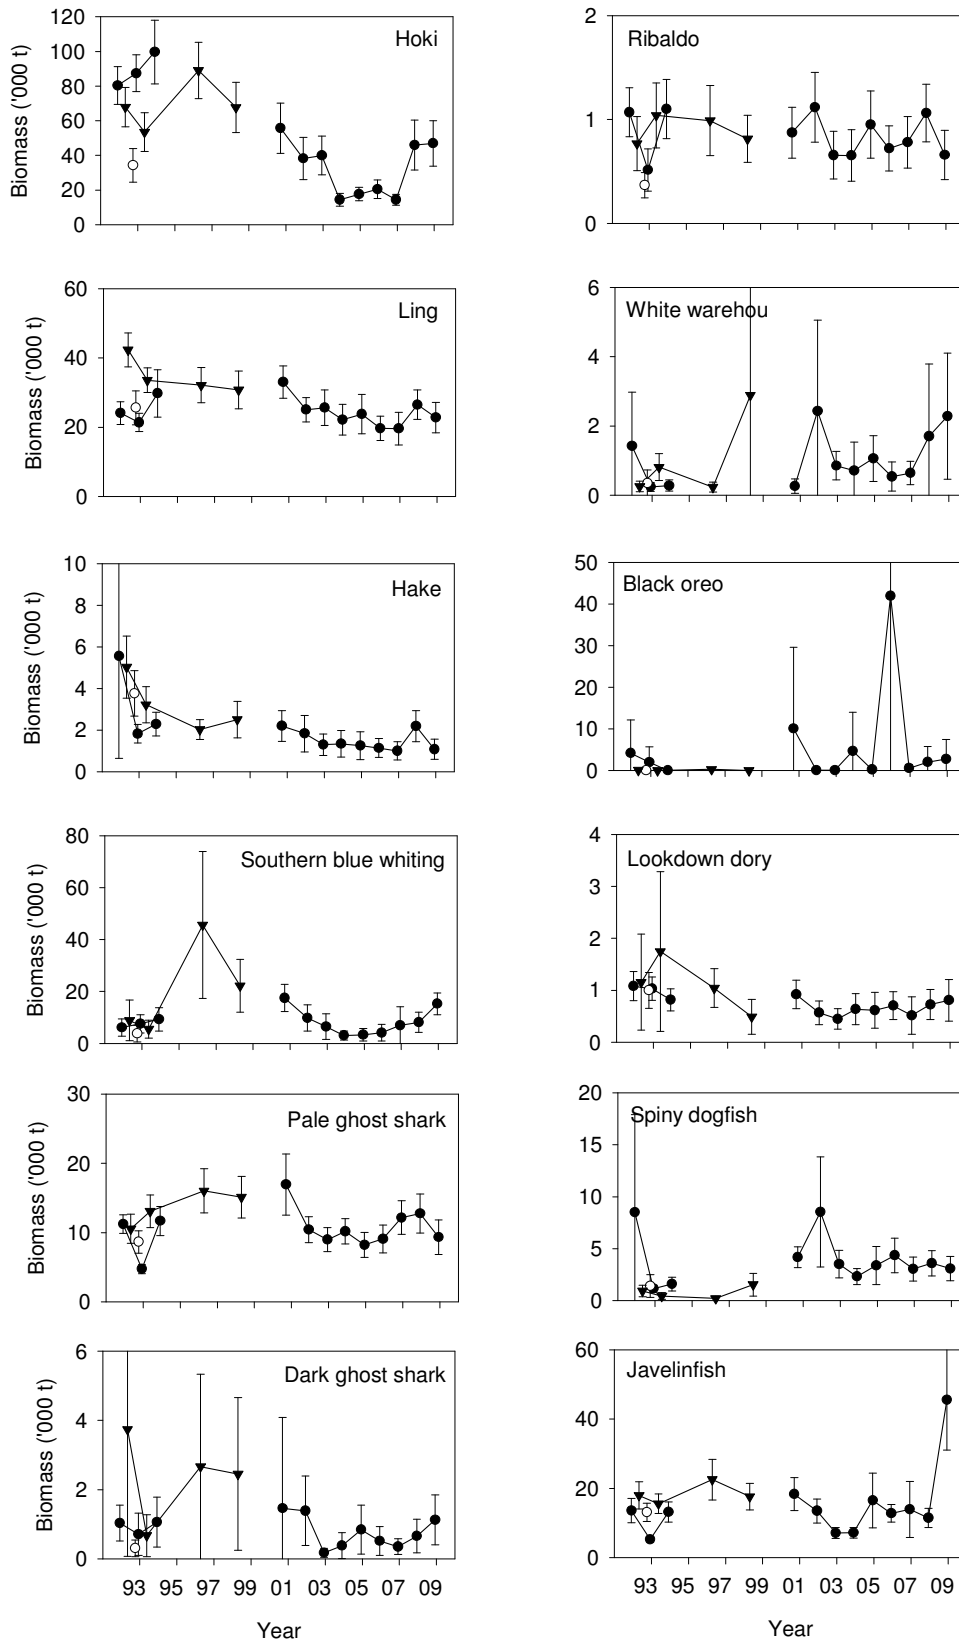 Hoki
Biomass ('000 t)
120
100
80
60
40
20
0
Ribaldo
2
1
0
Ling
Biomass ('000 t)
60
40
20
0
White warehou
6
4
2
0
Hake
Biomass ('000 t)
10
8
6
4
2
0
Black oreo
50
40
30
20
10
0
Southern blue whiting
Biomass ('000 t)
80
60
40
20
0
Lookdown dory
4
3
2
1
0
Pale ghost shark
Biomass ('000 t)
30
20
10
0
Spiny dogfish
20
15
10
5
0
Dark ghost shark
Biomass ('000 t)
6
4
2
0
93 95 97 99 01 03 05 07 09
Year
Javelinfish
60
40
20
0
93 95 97 99 01 03 05 07 09
Year